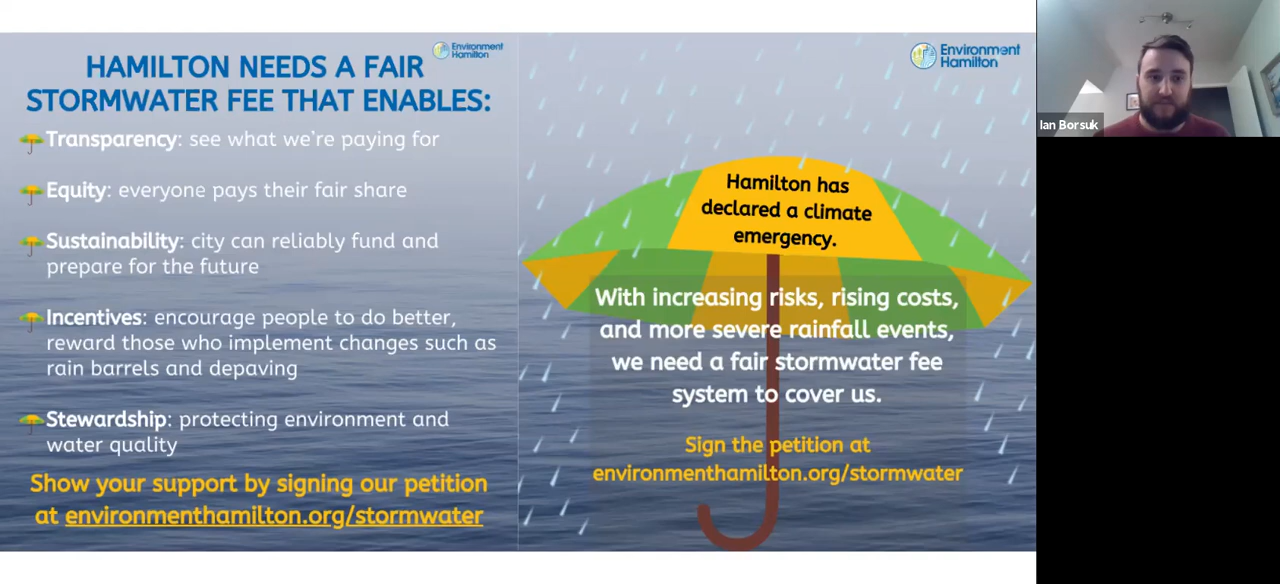 HAMILTON NEEDS A FAIR
STORMWATER FEE THAT ENABLES:
Environment
Hamilton
Transparency: see what we're paying for
Equity: everyone pays their fair share
Sustainability: city can reliably fund and
prepare for the future
Incentives: encourage people to do better,
reward those who implement changes such as
rain barrels and depaving
Stewardship: protecting environment and
water quality
Show your support by signing our petition
at environmenthamilton.org/stormwater
Environment
Hamilton
Hamilton has
declared a climate
emergency.
With increasing risks, rising costs,
and more severe rainfall events,
we need a fair stormwater fee
system to cover us.
Sign the petition at
environmenthamilton.org/stormwater
Ian Borsuk